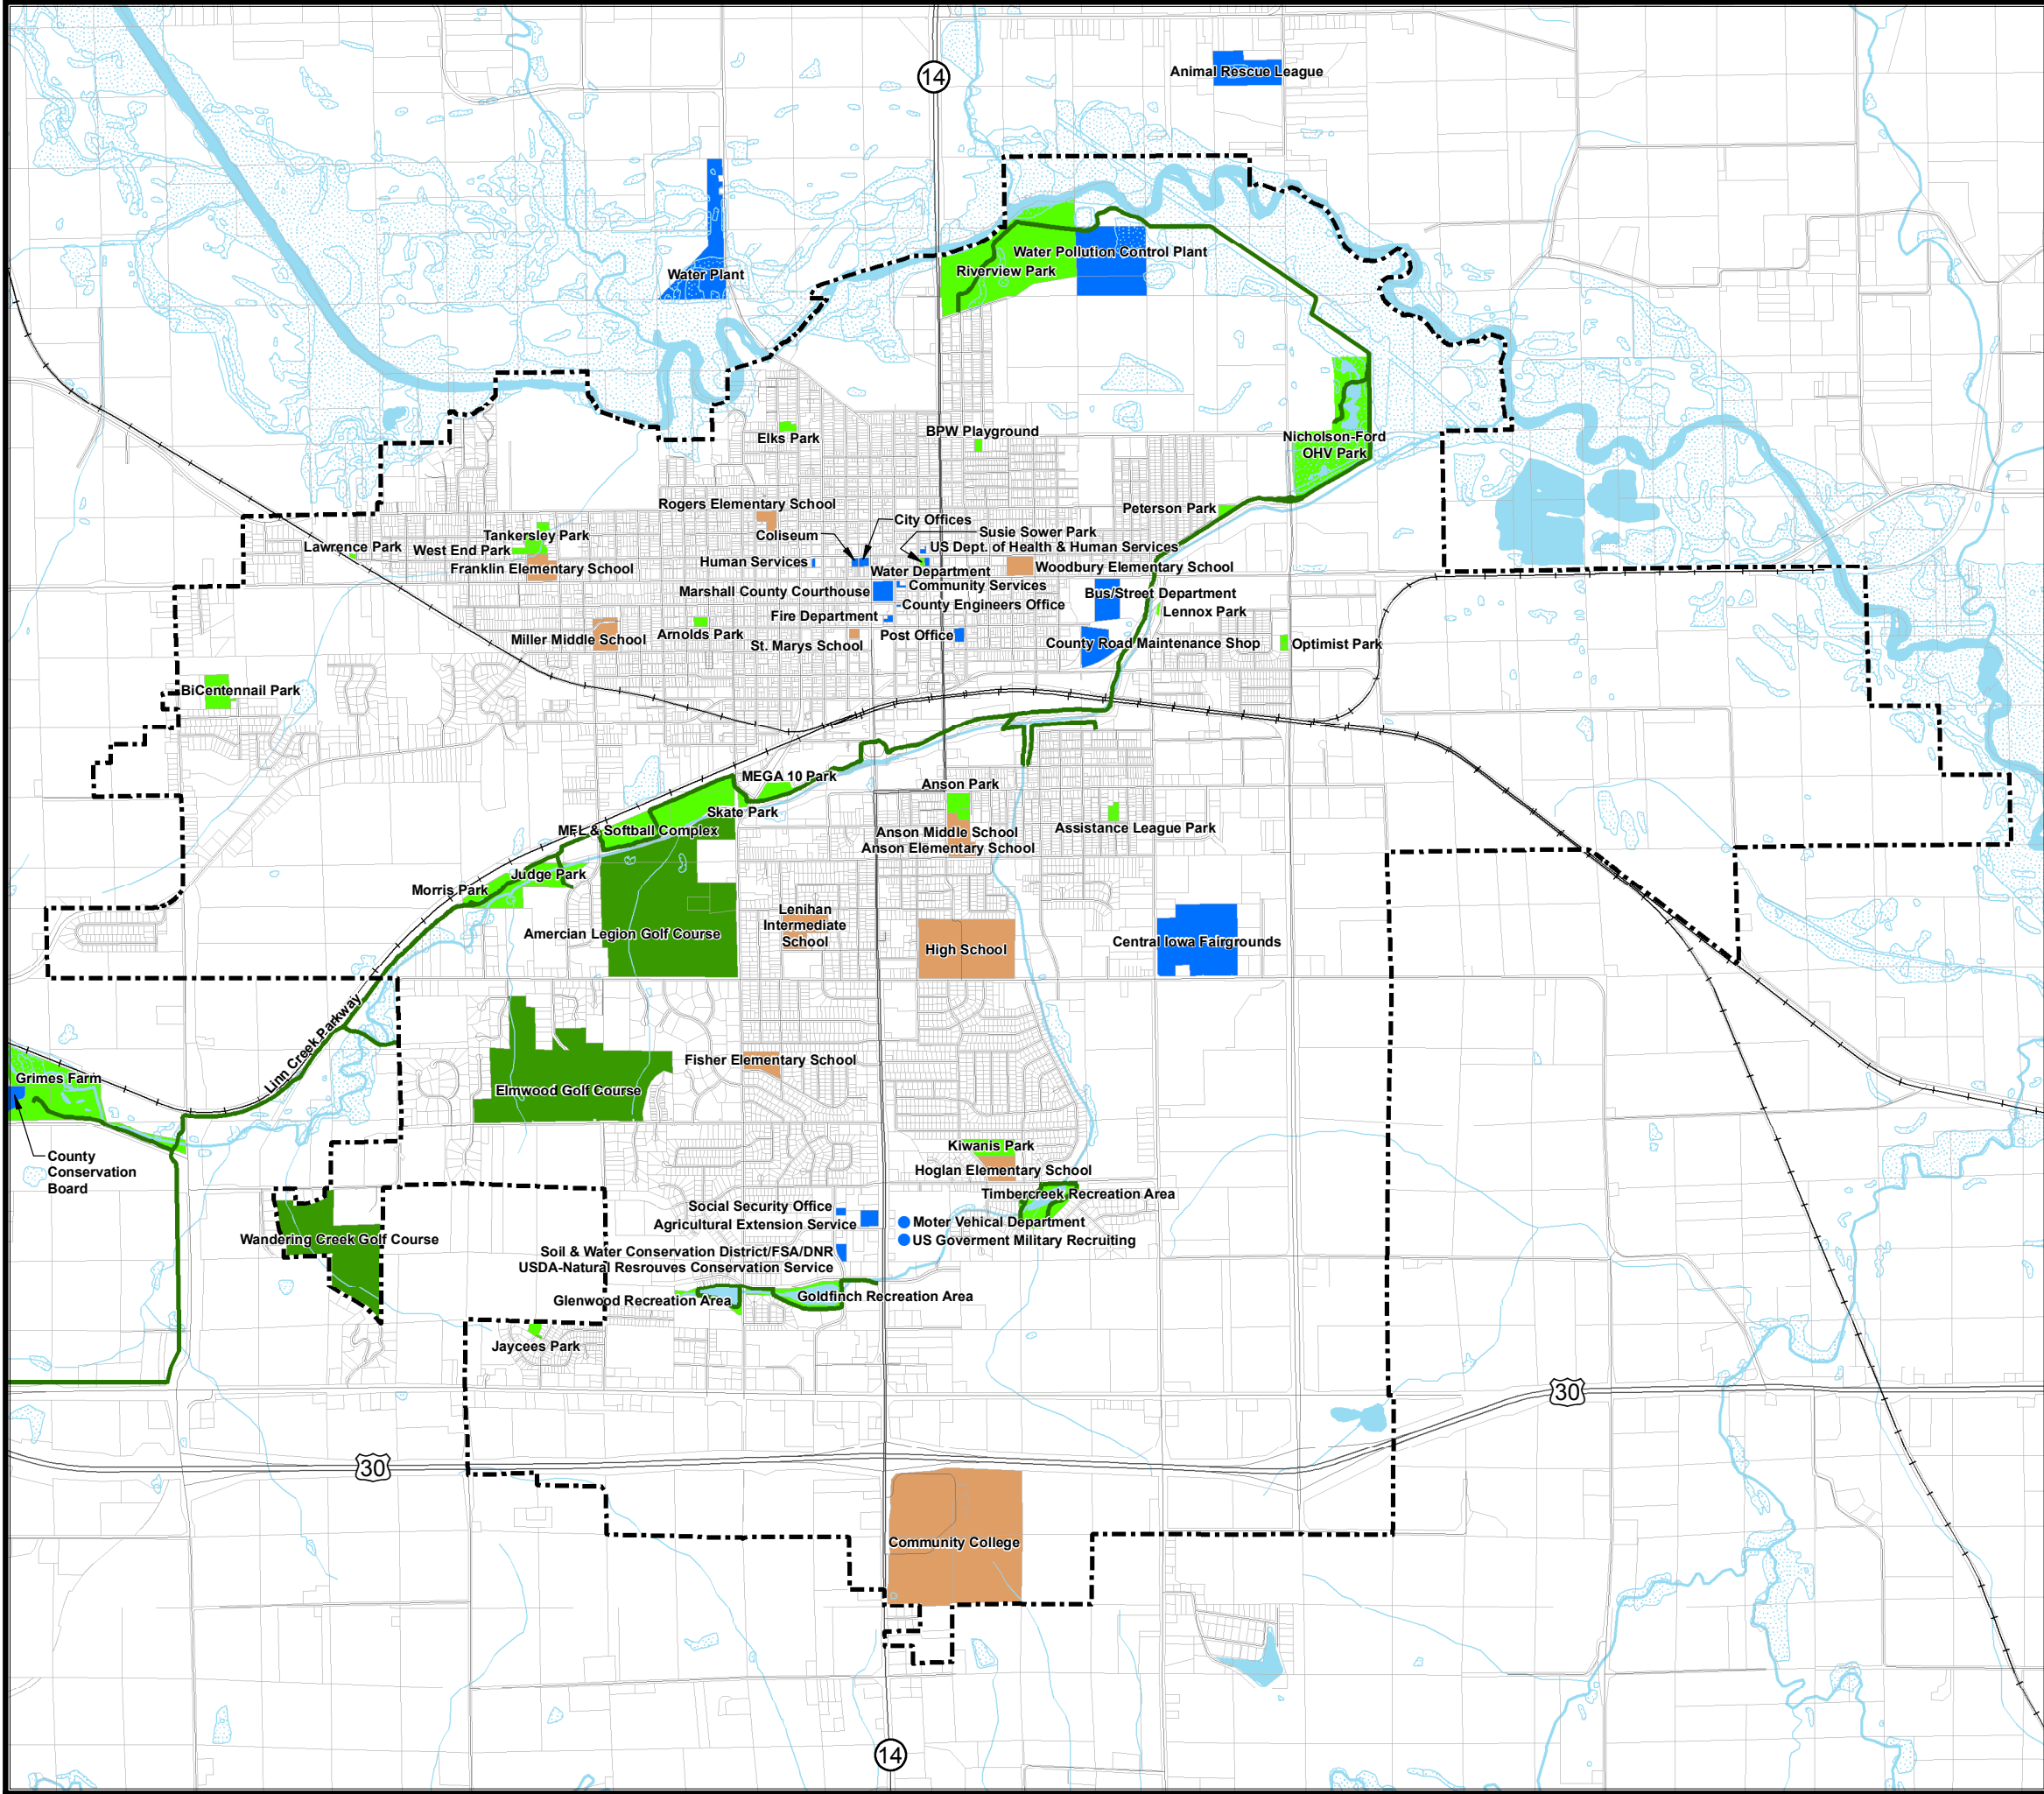 14
Animal Rescue League
Water Pollution Control Plant
Riverview Park
Water Plant
Elks Park
BPW Playground
Nicholson-Ford
OHV Park
Rogers Elementary School
Peterson Park
City Offices
Tankersley Park
Coliseum
Susie Sower Park
Lawrence Park
West End Park
US Dept. of Health & Human Services
Franklin Elementary School
Human Services
Water Department
Woodbury Elementary School
Marshall County Courthouse
Community Services
Bus/Street Department
County Engineers Office
Lennox Park
Fire Department
Miller Middle School
Arnolds Park
St. Marys School
Post Office
County Road Maintenance Shop
Optimist Park
BiCentennail Park
MEGA 10 Park
Anson Park
Skate Park
MFL & Softball Complex
Anson Middle School
Assistance League Park
Anson Elementary School
Judge Park
Morris Park
Lenihan
Intermediate
School
Amercian Legion Golf Course
High School
Central Iowa Fairgrounds
Linn Creek Parkway
Fisher Elementary School
Grimes Farm
Elmwood Golf Course
Kiwanis Park
County
Conservation
Board
Hoglan Elementary School
Timbercreek Recreation Area
Social Security Office
Agricultural Extension Service
Moter Vehical Department
Wandering Creek Golf Course
US Goverment Military Recruiting
Soil & Water Conservation District/FSA/DNR
USDA-Natural Resrouves Conservation Service
Glenwood Recreation Area
Goldfinch Recreation Area
Jaycees Park
30
30
Community College
14